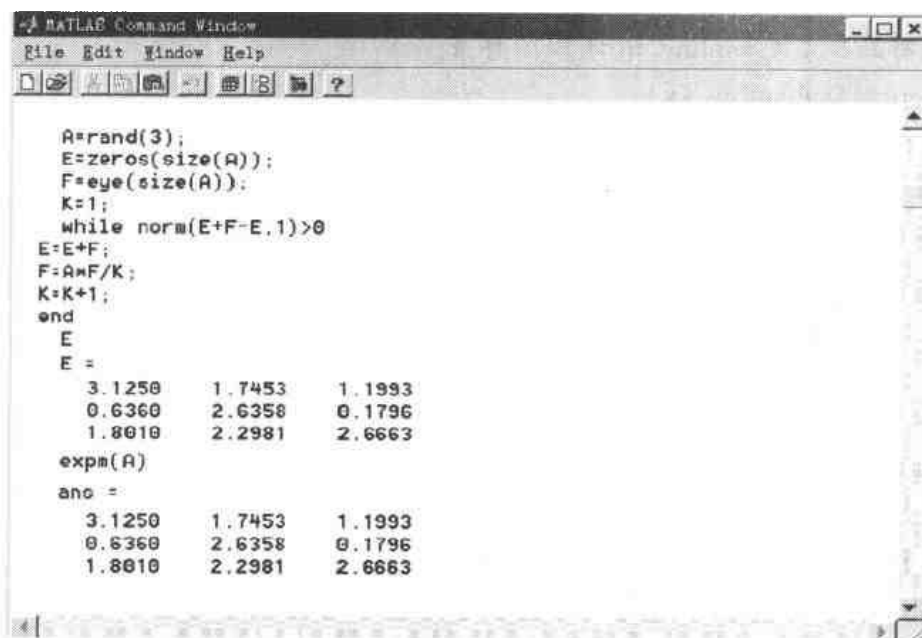 MATLAB Command Window
File Edit Window Help
A=rand(3);
E=zeros(size(A));
F=eye(size(A));
K=1;
while norm(E+F-E,1)>0
E=E+F;
F=A*F/K;
K=K+1;
end
E
E =
3.1250 1.7453 1.1993
0.6360 2.6358 0.1796
1.8010 2.2981 2.6663
expm(A)
ans =
3.1250 1.7453 1.1993
0.6360 2.6358 0.1796
1.8010 2.2981 2.6663